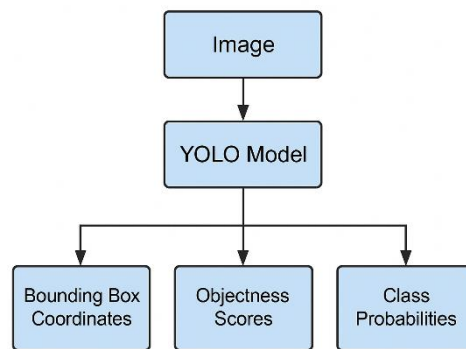 Image
YOLO Model
Bounding Box
Coordinates
Objectness
Scores
Class
Probabilities